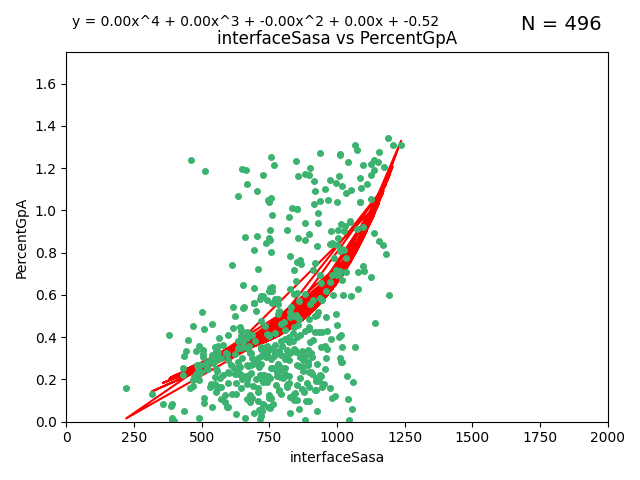 y = 0.00x^4 + 0.00x^3 + -0.00x^2 + 0.00x + -0.52
N = 496
interfaceSasa vs PercentGpA
PercentGpA
1.6
1.4
1.2
1.0
0.8
0.6
0.4
0.2
0.0
0 250 500 750 1000 1250 1500 1750 2000
interfaceSasa